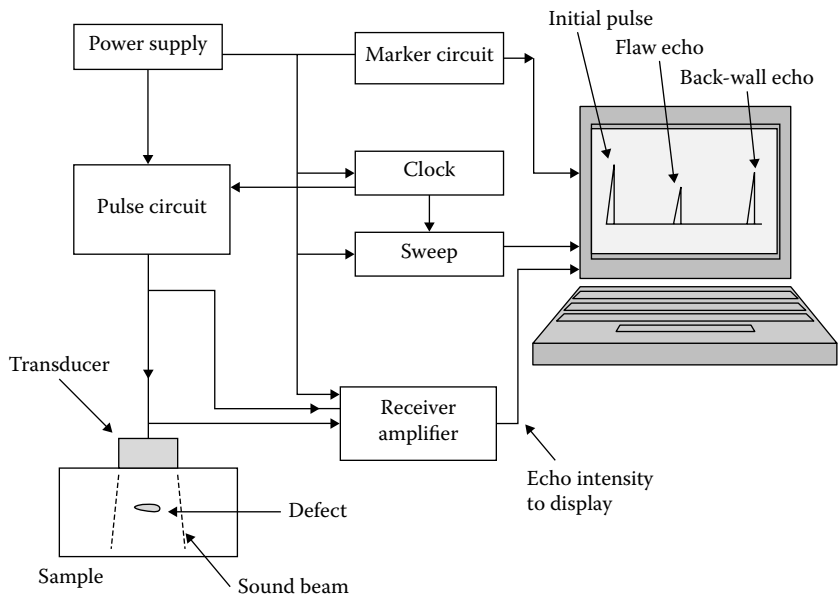 Initial pulse
Flaw echo
Back-wall echo
Power supply
Marker circuit
Clock
Pulse circuit
Sweep
Transducer
Receiver
amplifier
Echo intensity
to display
Defect
Sample
Sound beam